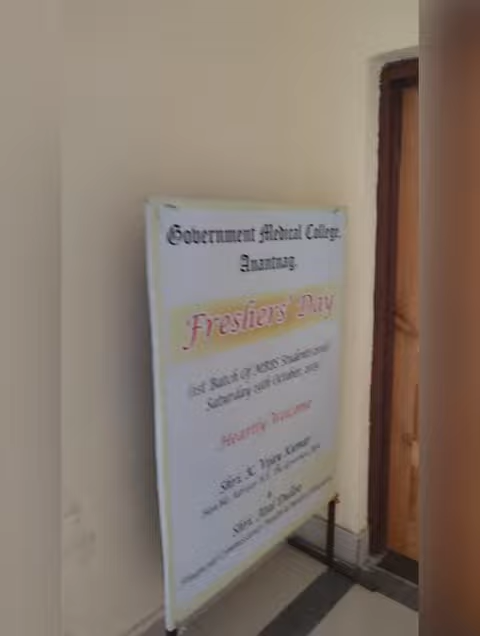 Government Medical College,
Anantnag.
Freshers' Day
(1st Batch Of MBBS Students 2019)
Saturday 19th October, 2019
Heartly Welcome
Shri K. Vijay Kumar
&
Shri Atal Dulloo